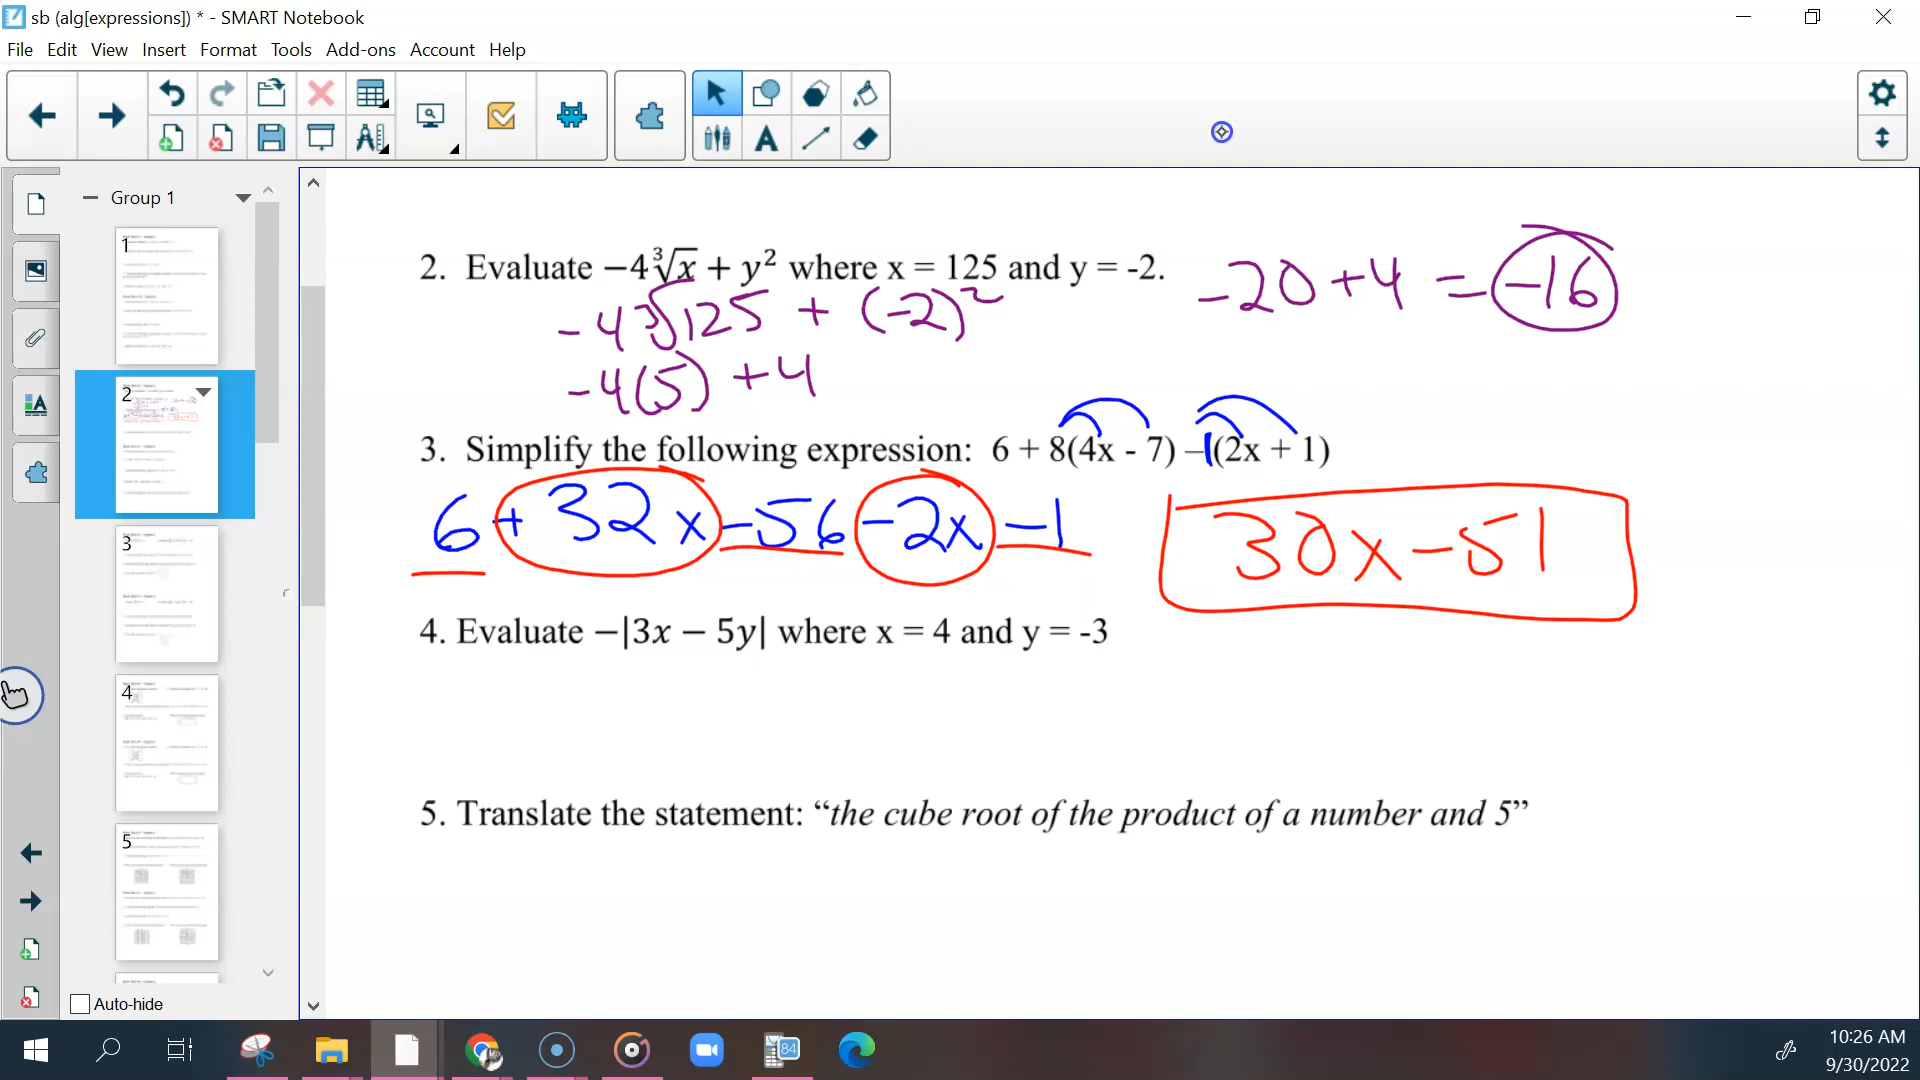 sb (alg[expressions]) * - SMART Notebook
File Edit View Insert Format Tools Add-ons Account Help
Group 1
1
2
3
4
5
Auto-hide
2. Evaluate −4∛x + y² where x = 125 and y = -2.
-20+4 = -16
-4∛125 + (-2)²
-4(5) +4
3. Simplify the following expression: 6 + 8(4x - 7) –1(2x + 1)
6 + 32x -56 -2x -1
30x-51
4. Evaluate −|3x − 5y| where x = 4 and y = -3
5. Translate the statement: “the cube root of the product of a number and 5”
84
10:26 AM
9/30/2022